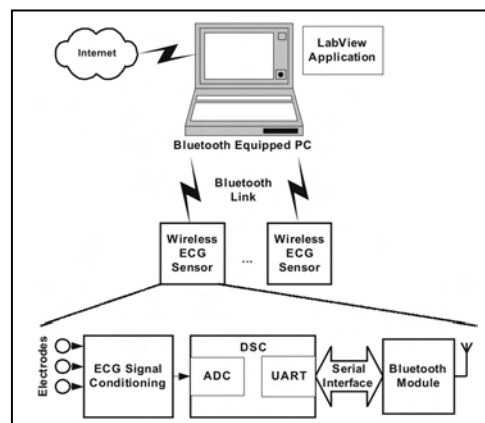 Internet
LabView
Application
Bluetooth Equipped PC
Bluetooth
Link
Wireless
ECG
Sensor
...
Wireless
ECG
Sensor
Electrodes
ECG Signal
Conditioning
DSC
ADC
UART
Serial
Interface
Bluetooth
Module